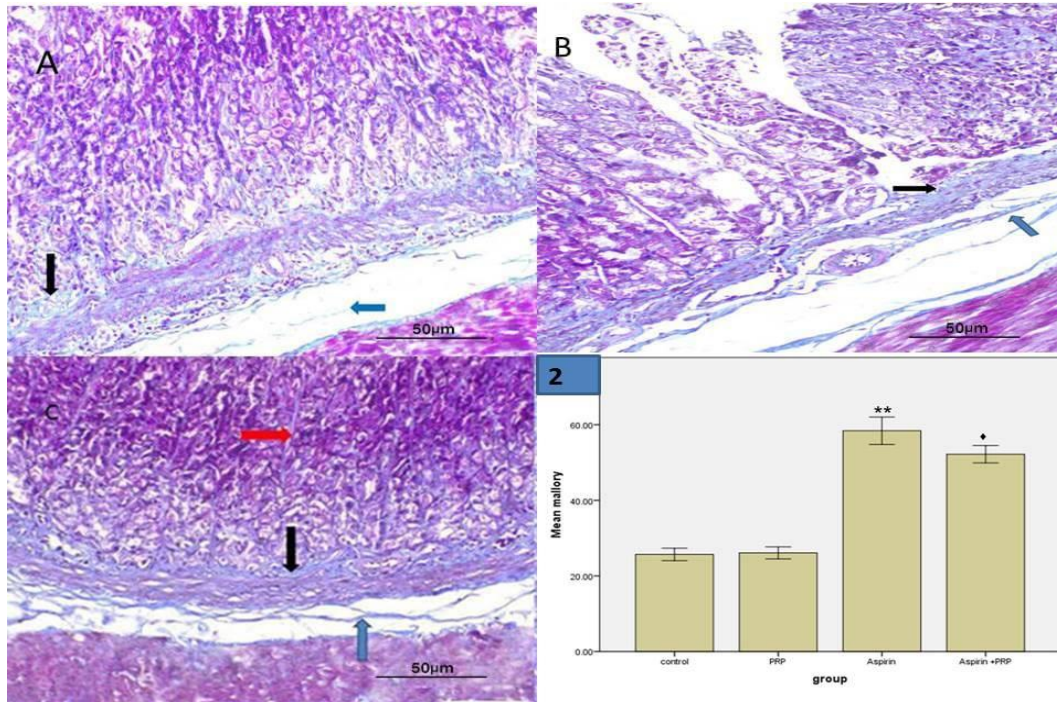 A
50µm
B
50µm
C
50µm
2
Mean mallory
60.00
40.00
20.00
0.00
**
♦
control
PRP
Aspirin
Aspirin +PRP
group